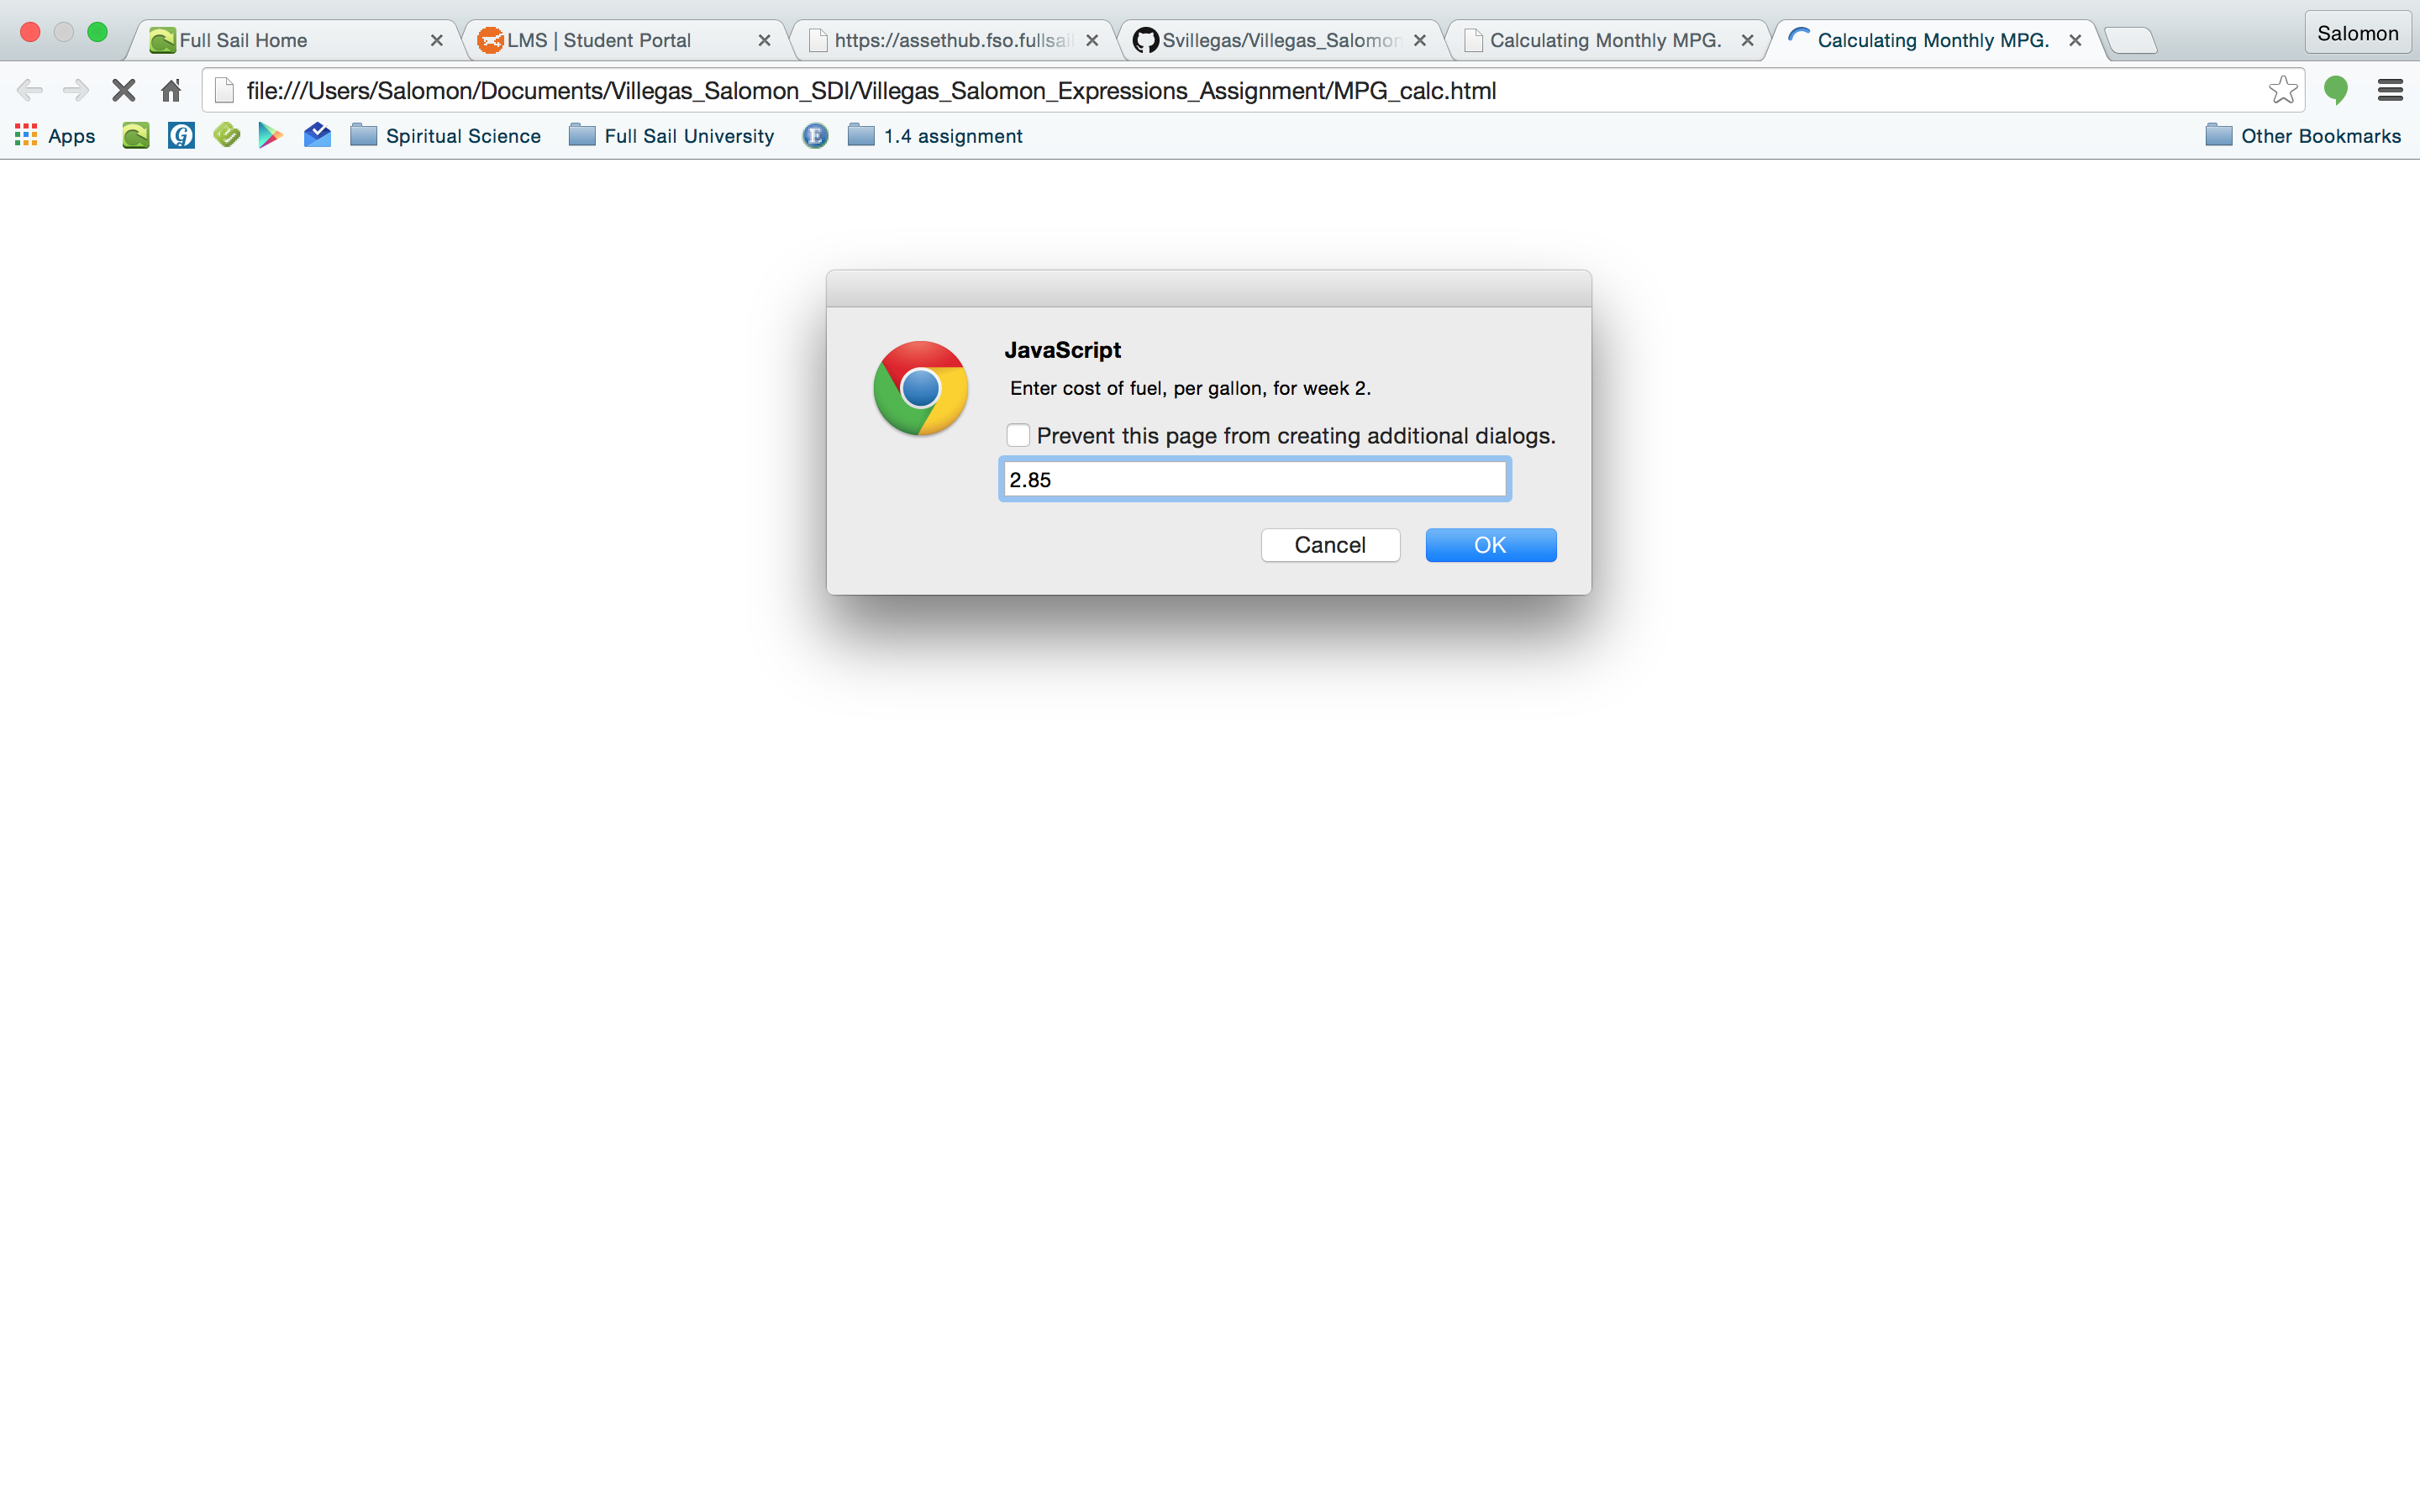 Full Sail Home
LMS | Student Portal
https://assethub.fso.fullsai
Svillegas/Villegas_Salomon
Calculating Monthly MPG.
Calculating Monthly MPG.
Salomon
file:///Users/Salomon/Documents/Villegas_Salomon_SDI/Villegas_Salomon_Expressions_Assignment/MPG_calc.html
Apps
Spiritual Science
Full Sail University
E
1.4 assignment
Other Bookmarks
JavaScript
Enter cost of fuel, per gallon, for week 2.
Prevent this page from creating additional dialogs.
2.85
Cancel
OK